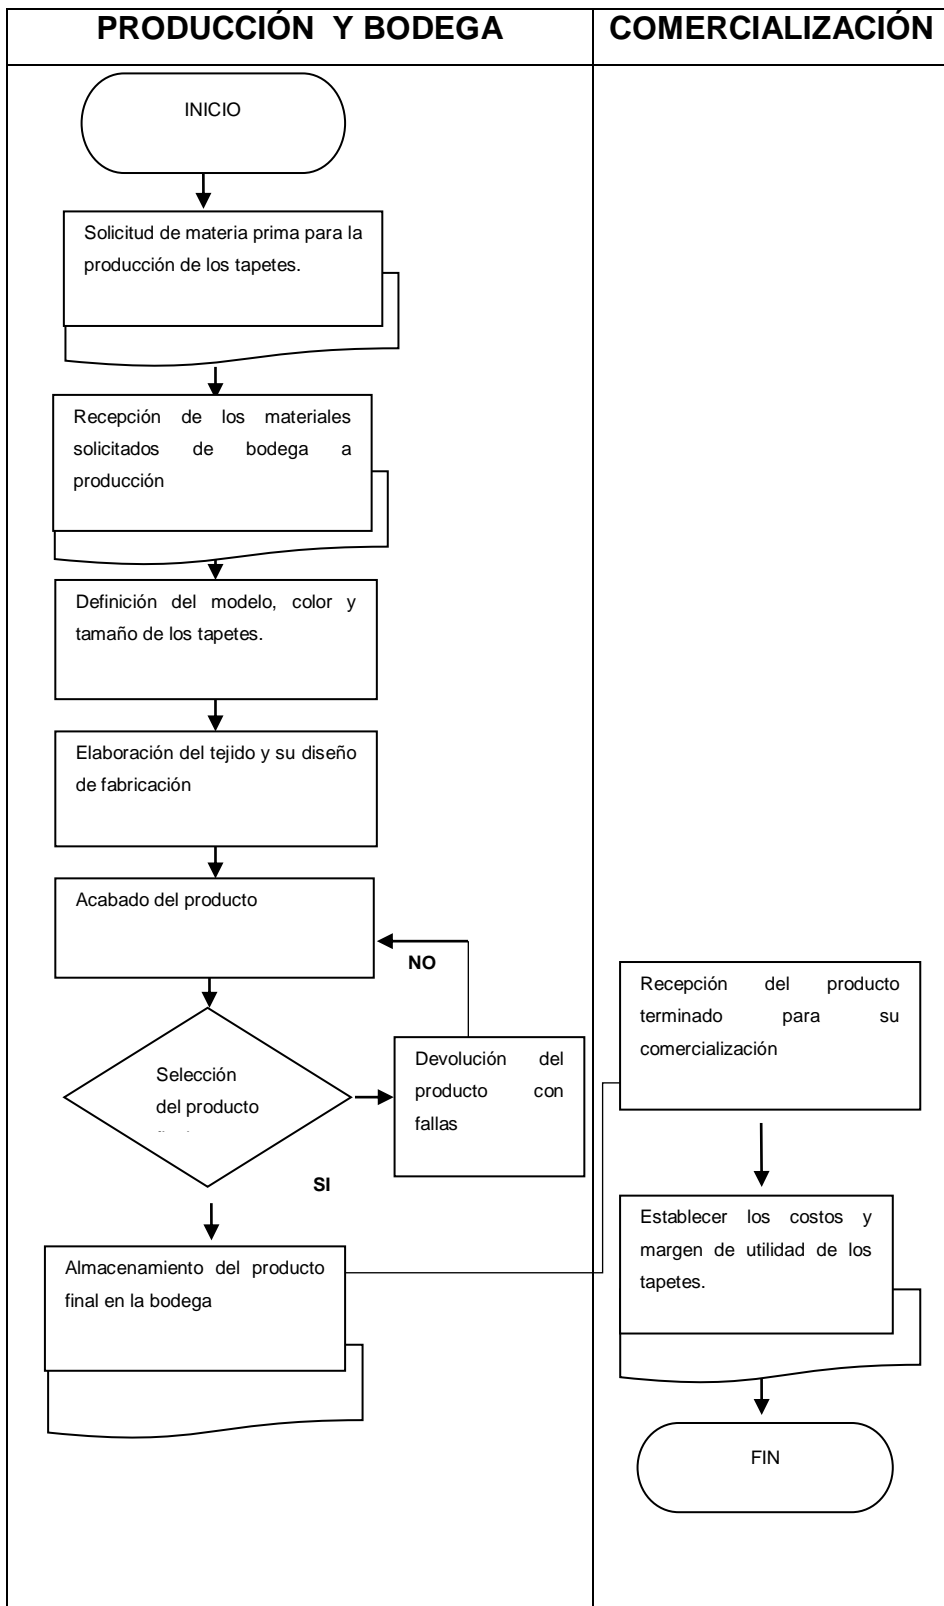 PRODUCCIÓN Y BODEGA
COMERCIALIZACIÓN
INICIO
Solicitud de materia prima para la
producción de los tapetes.
Recepción de los materiales
solicitados de bodega a
producción
Definición del modelo, color y
tamaño de los tapetes.
Elaboración del tejido y su diseño
de fabricación
Acabado del producto
NO
Selección
del producto
Devolución del
producto con
fallas
SI
Almacenamiento del producto
final en la bodega
Recepción del producto
terminado para su
comercialización
Establecer los costos y
margen de utilidad de los
tapetes.
FIN